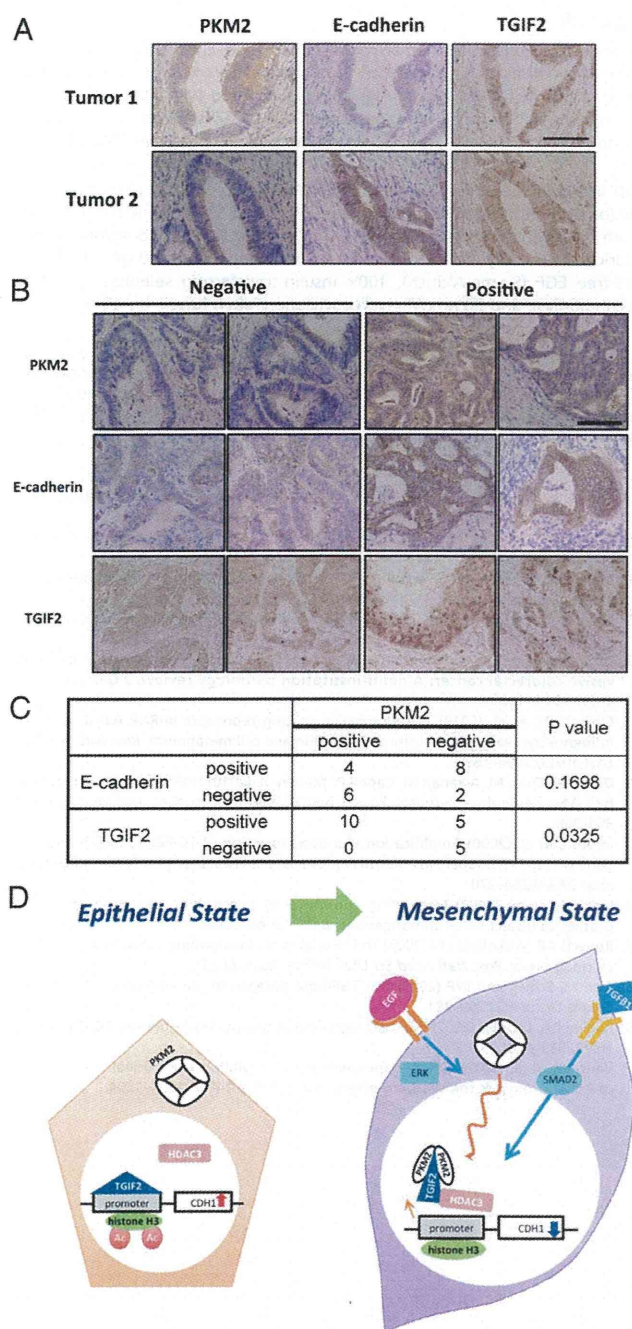 A
PKM2 E-cadherin TGIF2
Tumor 1
Tumor 2
B
Negative Positive
PKM2
E-cadherin
TGIF2
C
PKM2 P value
positive negative
E-cadherin positive 4 8 0.1698
negative 6 2
TGIF2 positive 10 5 0.0325
negative 0 5
D
Epithelial State Mesenchymal State
PKM2
HDAC3
TGIF2
promoter CDH1
histone H3
Ac Ac
EGF TGFB1
ERK SMAD2
PKM2 PKM2
TGIF2 HDAC3
promoter CDH1
histone H3